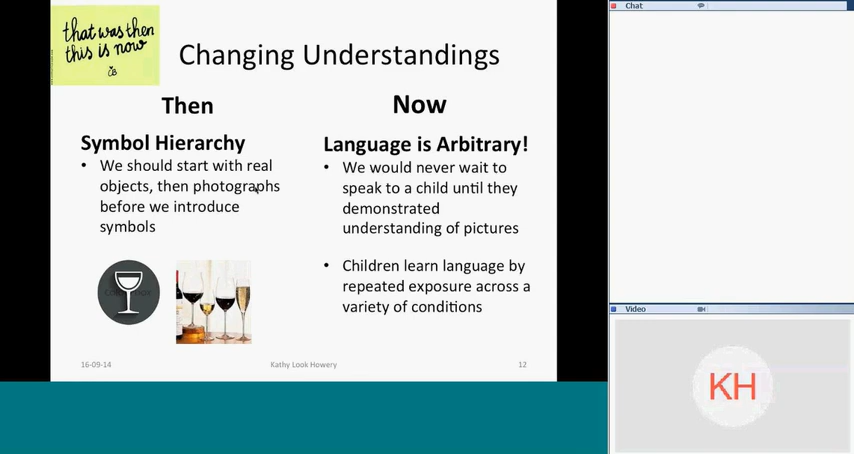 that was then
this is now
Changing Understandings
Then
Symbol Hierarchy
• We should start with real
objects, then photographs
before we introduce
symbols
Now
Language is Arbitrary!
• We would never wait to
speak to a child until they
demonstrated
understanding of pictures
• Children learn language by
repeated exposure across a
variety of conditions
16-09-14
Kathy Look Howery
12
Chat
Video
KH